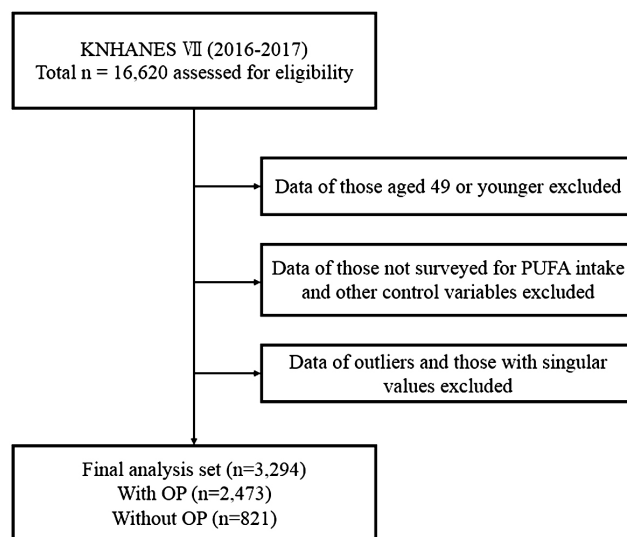 KNHANES Ⅶ (2016-2017)
Total n = 16,620 assessed for eligibility
Data of those aged 49 or younger excluded
Data of those not surveyed for PUFA intake
and other control variables excluded
Data of outliers and those with singular
values excluded
Final analysis set (n=3,294)
With OP (n=2,473)
Without OP (n=821)